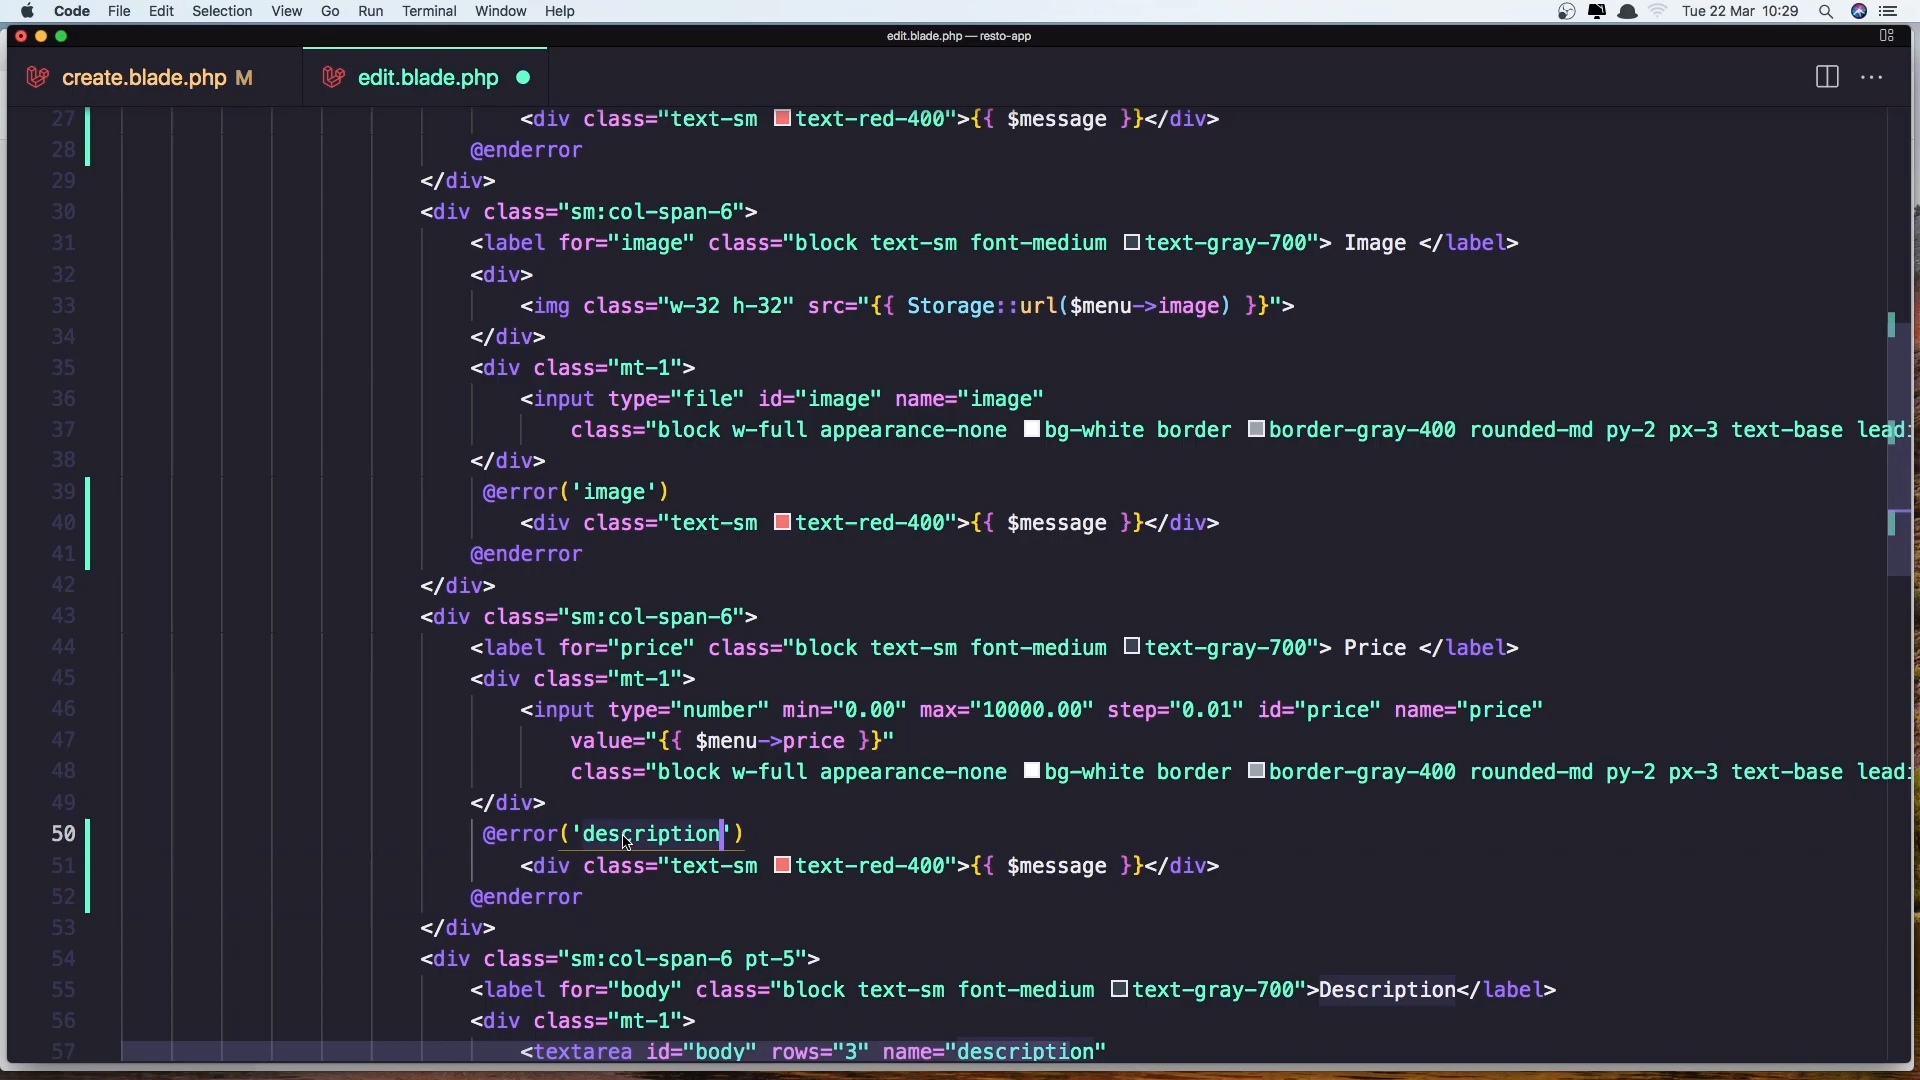 Code File Edit Selection View Go Run Terminal Window Help Tue 22 Mar 10:29
edit.blade.php — resto-app
create.blade.php M edit.blade.php
27 <div class="text-sm text-red-400">{{ $message }}</div>
28 @enderror
29 </div>
30 <div class="sm:col-span-6">
31 <label for="image" class="block text-sm font-medium text-gray-700"> Image </label>
32 <div>
33 <img class="w-32 h-32" src="{{ Storage::url($menu->image) }}">
34 </div>
35 <div class="mt-1">
36 <input type="file" id="image" name="image"
37 class="block w-full appearance-none bg-white border border-gray-400 rounded-md py-2 px-3 text-base leadi
38 </div>
39 @error('image')
40 <div class="text-sm text-red-400">{{ $message }}</div>
41 @enderror
42 </div>
43 <div class="sm:col-span-6">
44 <label for="price" class="block text-sm font-medium text-gray-700"> Price </label>
45 <div class="mt-1">
46 <input type="number" min="0.00" max="10000.00" step="0.01" id="price" name="price"
47 value="{{ $menu->price }}"
48 class="block w-full appearance-none bg-white border border-gray-400 rounded-md py-2 px-3 text-base leadi
49 </div>
50 @error('description')
51 <div class="text-sm text-red-400">{{ $message }}</div>
52 @enderror
53 </div>
54 <div class="sm:col-span-6 pt-5">
55 <label for="body" class="block text-sm font-medium text-gray-700">Description</label>
56 <div class="mt-1">
57 <textarea id="body" rows="3" name="description"